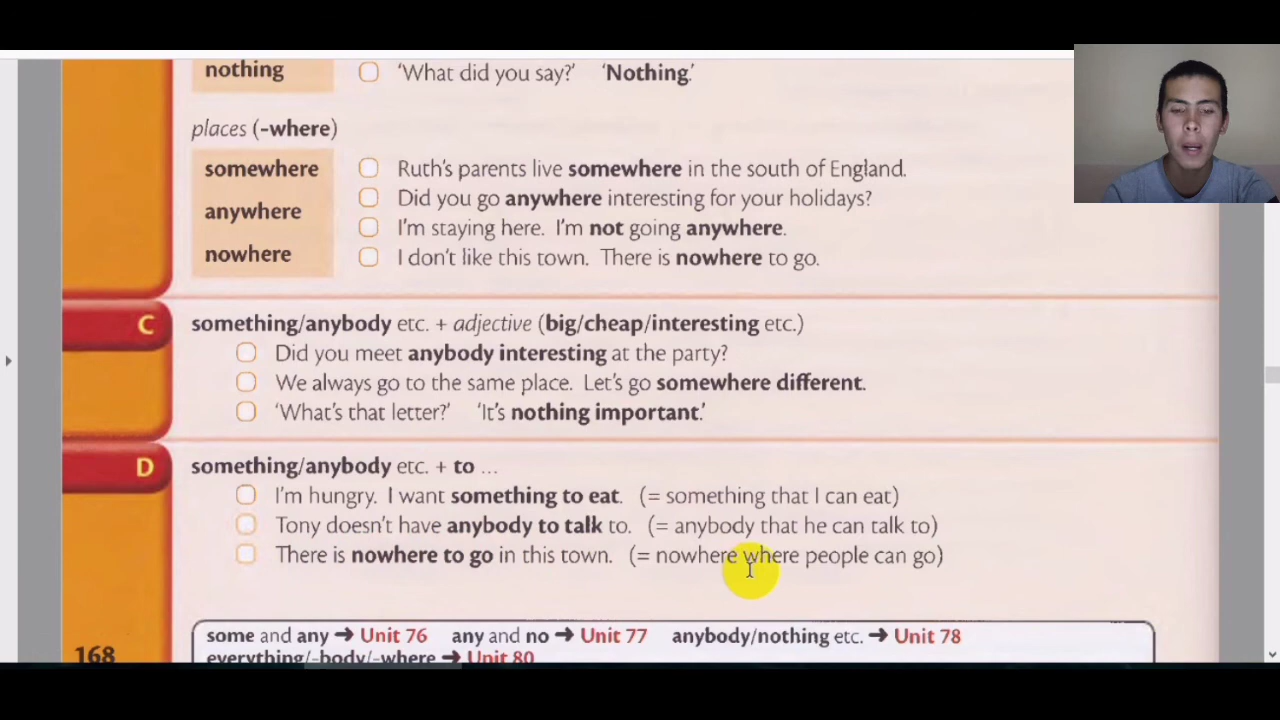 nothing ‘What did you say?’ ‘Nothing.’
places (-where)
somewhere Ruth’s parents live somewhere in the south of England.
anywhere Did you go anywhere interesting for your holidays?
I’m staying here. I’m not going anywhere.
nowhere I don’t like this town. There is nowhere to go.
C something/anybody etc. + adjective (big/cheap/interesting etc.)
Did you meet anybody interesting at the party?
We always go to the same place. Let’s go somewhere different.
‘What’s that letter?’ ‘It’s nothing important.’
D something/anybody etc. + to ...
I’m hungry. I want something to eat. (= something that I can eat)
Tony doesn’t have anybody to talk to. (= anybody that he can talk to)
There is nowhere to go in this town. (= nowhere where people can go)
some and any ➜ Unit 76 any and no ➜ Unit 77 anybody/nothing etc. ➜ Unit 78
168 everything/-body/-where ➜ Unit 80